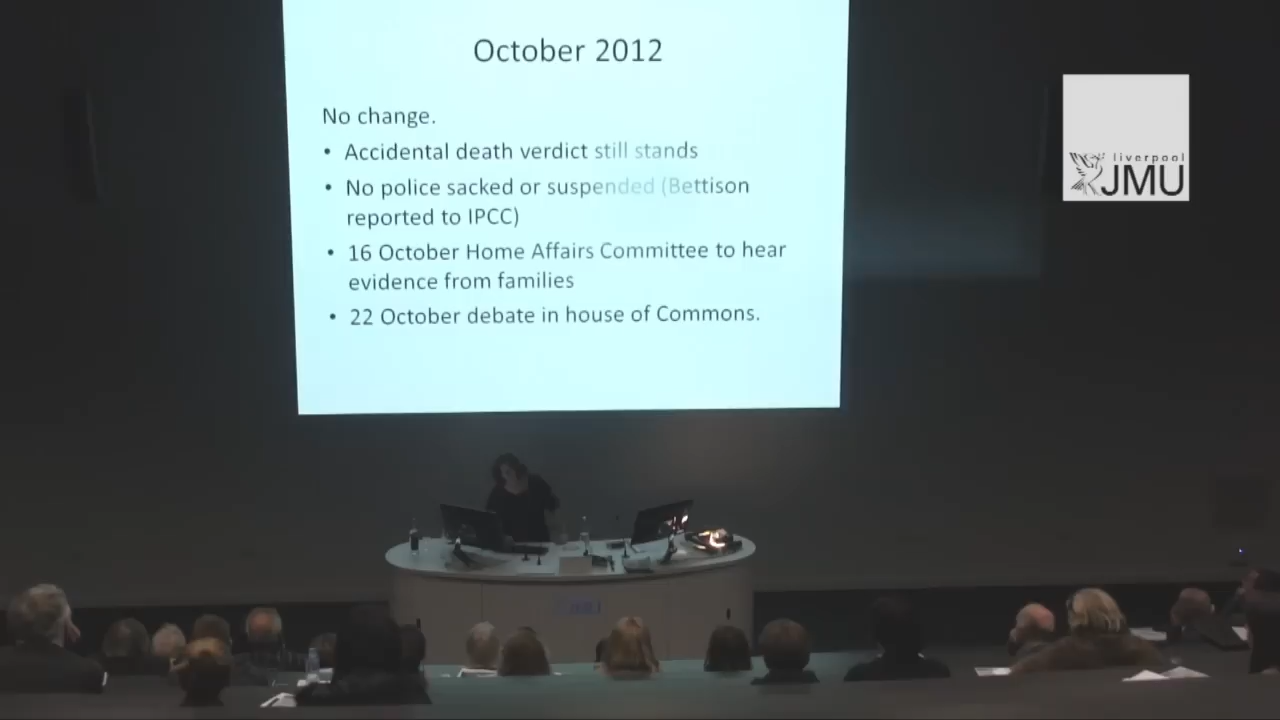 October 2012
No change.
• Accidental death verdict still stands
• No police sacked or suspended (Bettison
reported to IPCC)
• 16 October Home Affairs Committee to hear
evidence from families
• 22 October debate in house of Commons.
liverpool
JMU